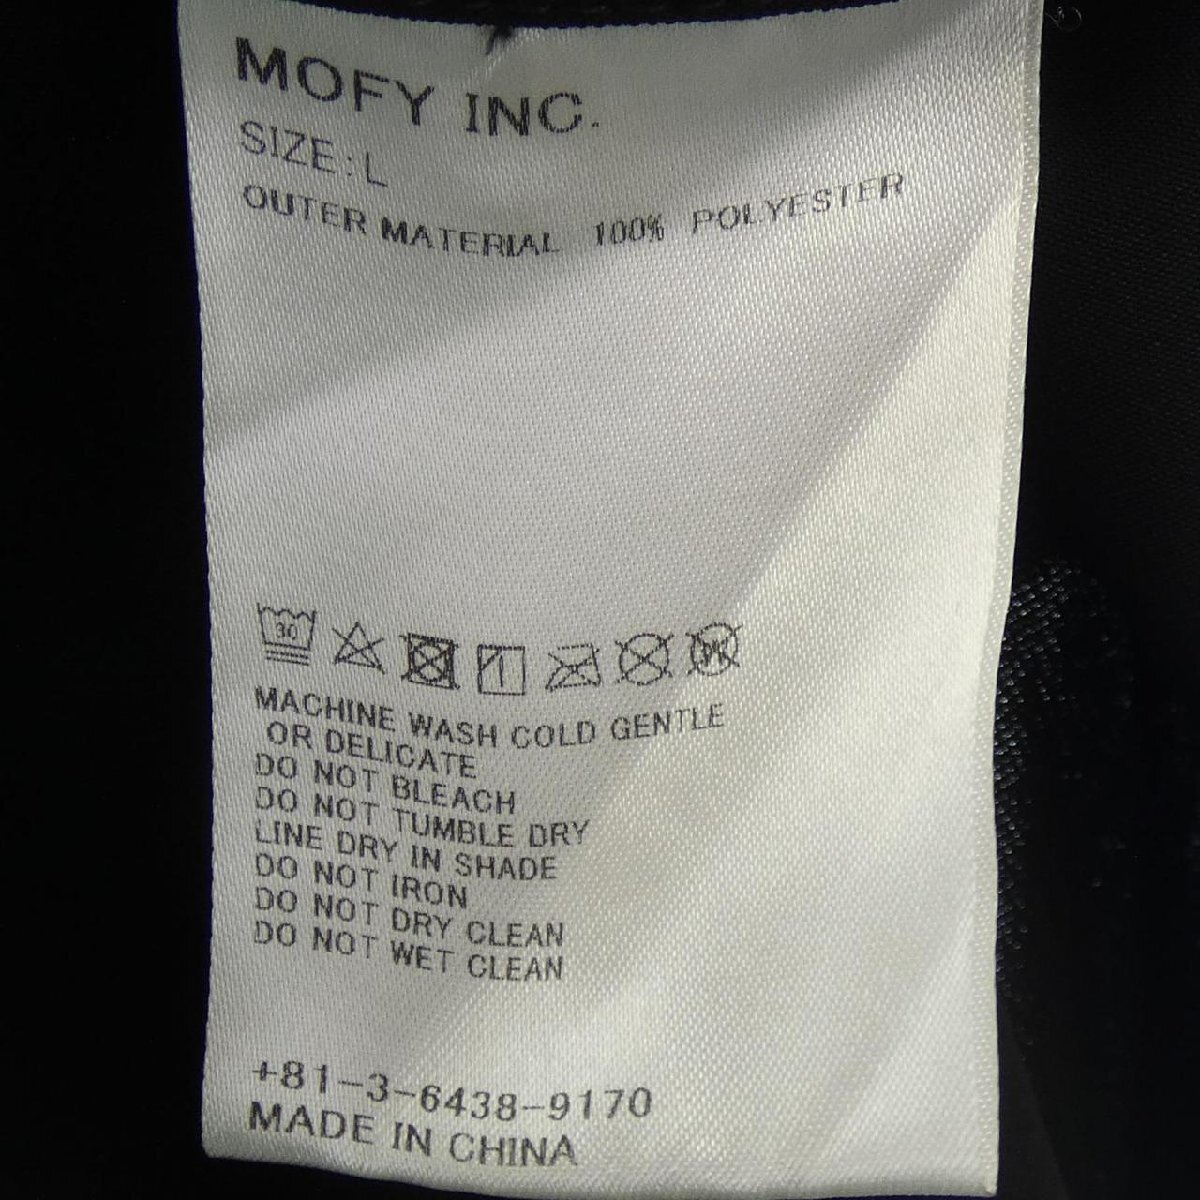 MOFY INC.
SIZE:L
OUTER MATERIAL 100% POLYESTER
30
W
MACHINE WASH COLD GENTLE
OR DELICATE
DO NOT BLEACH
DO NOT TUMBLE DRY
LINE DRY IN SHADE
DO NOT IRON
DO NOT DRY CLEAN
DO NOT WET CLEAN
+81-3-6438-9170
MADE IN CHINA